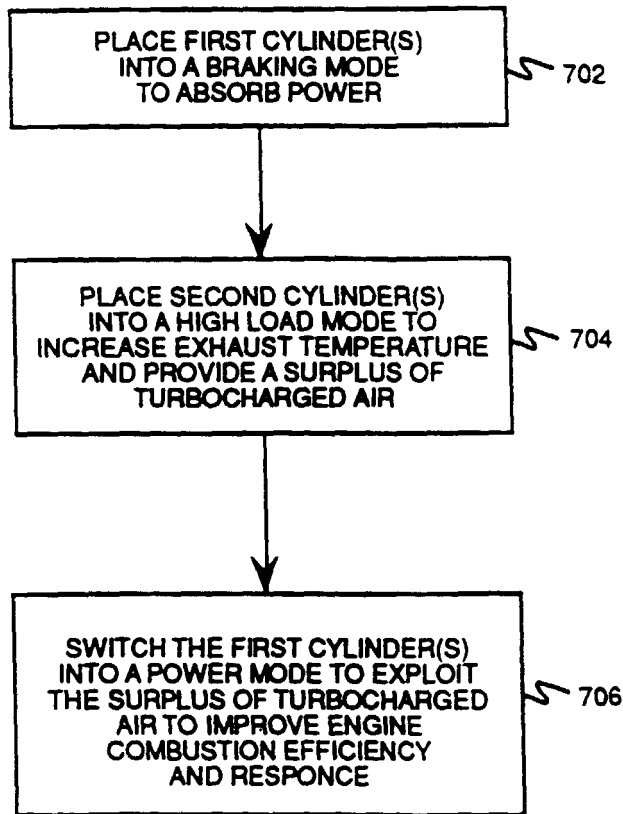 PLACE FIRST CYLINDER(S)
INTO A BRAKING MODE
TO ABSORB POWER
702
PLACE SECOND CYLINDER(S)
INTO A HIGH LOAD MODE TO
INCREASE EXHAUST TEMPERATURE
AND PROVIDE A SURPLUS OF
TURBOCHARGED AIR
704
SWITCH THE FIRST CYLINDER(S)
INTO A POWER MODE TO EXPLOIT
THE SURPLUS OF TURBOCHARGED
AIR TO IMPROVE ENGINE
COMBUSTION EFFICIENCY
AND RESPONCE
706